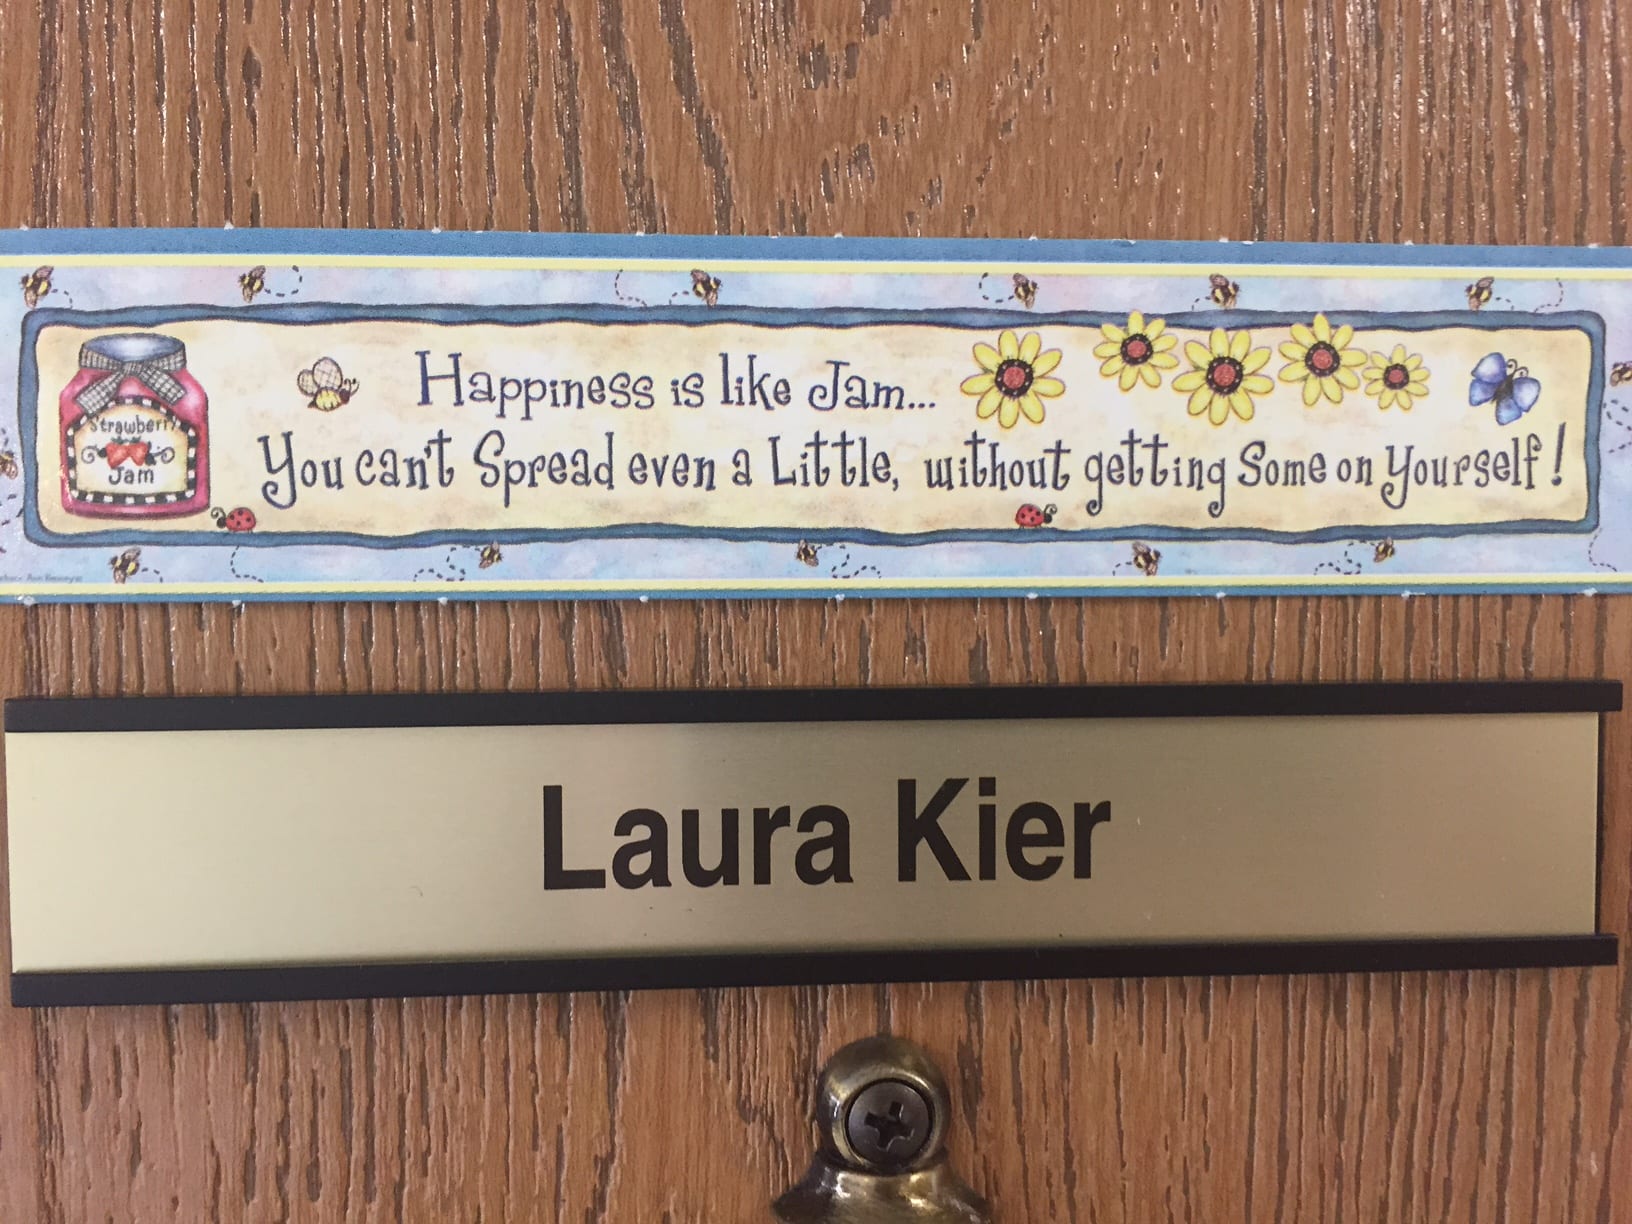 Happiness is like Jam...
You can't Spread even a Little, without getting Some on Yourself!
Strawberry
Jam
Laura Kier